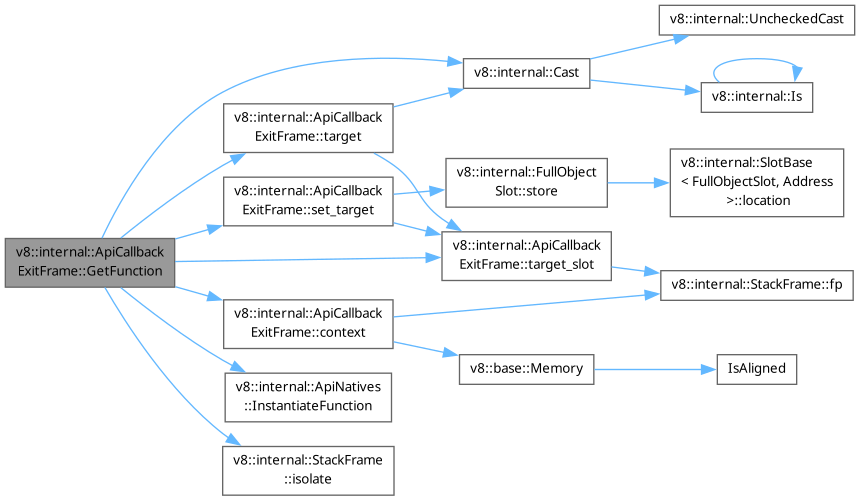 v8::internal::ApiCallback
ExitFrame::GetFunction
v8::internal::ApiCallback
ExitFrame::target
v8::internal::ApiCallback
ExitFrame::set_target
v8::internal::ApiCallback
ExitFrame::context
v8::internal::ApiNatives
::InstantiateFunction
v8::internal::StackFrame
::isolate
v8::internal::Cast
v8::internal::FullObject
Slot::store
v8::internal::ApiCallback
ExitFrame::target_slot
v8::base::Memory
v8::internal::UncheckedCast
v8::internal::Is
v8::internal::SlotBase
< FullObjectSlot, Address
>::location
v8::internal::StackFrame::fp
IsAligned